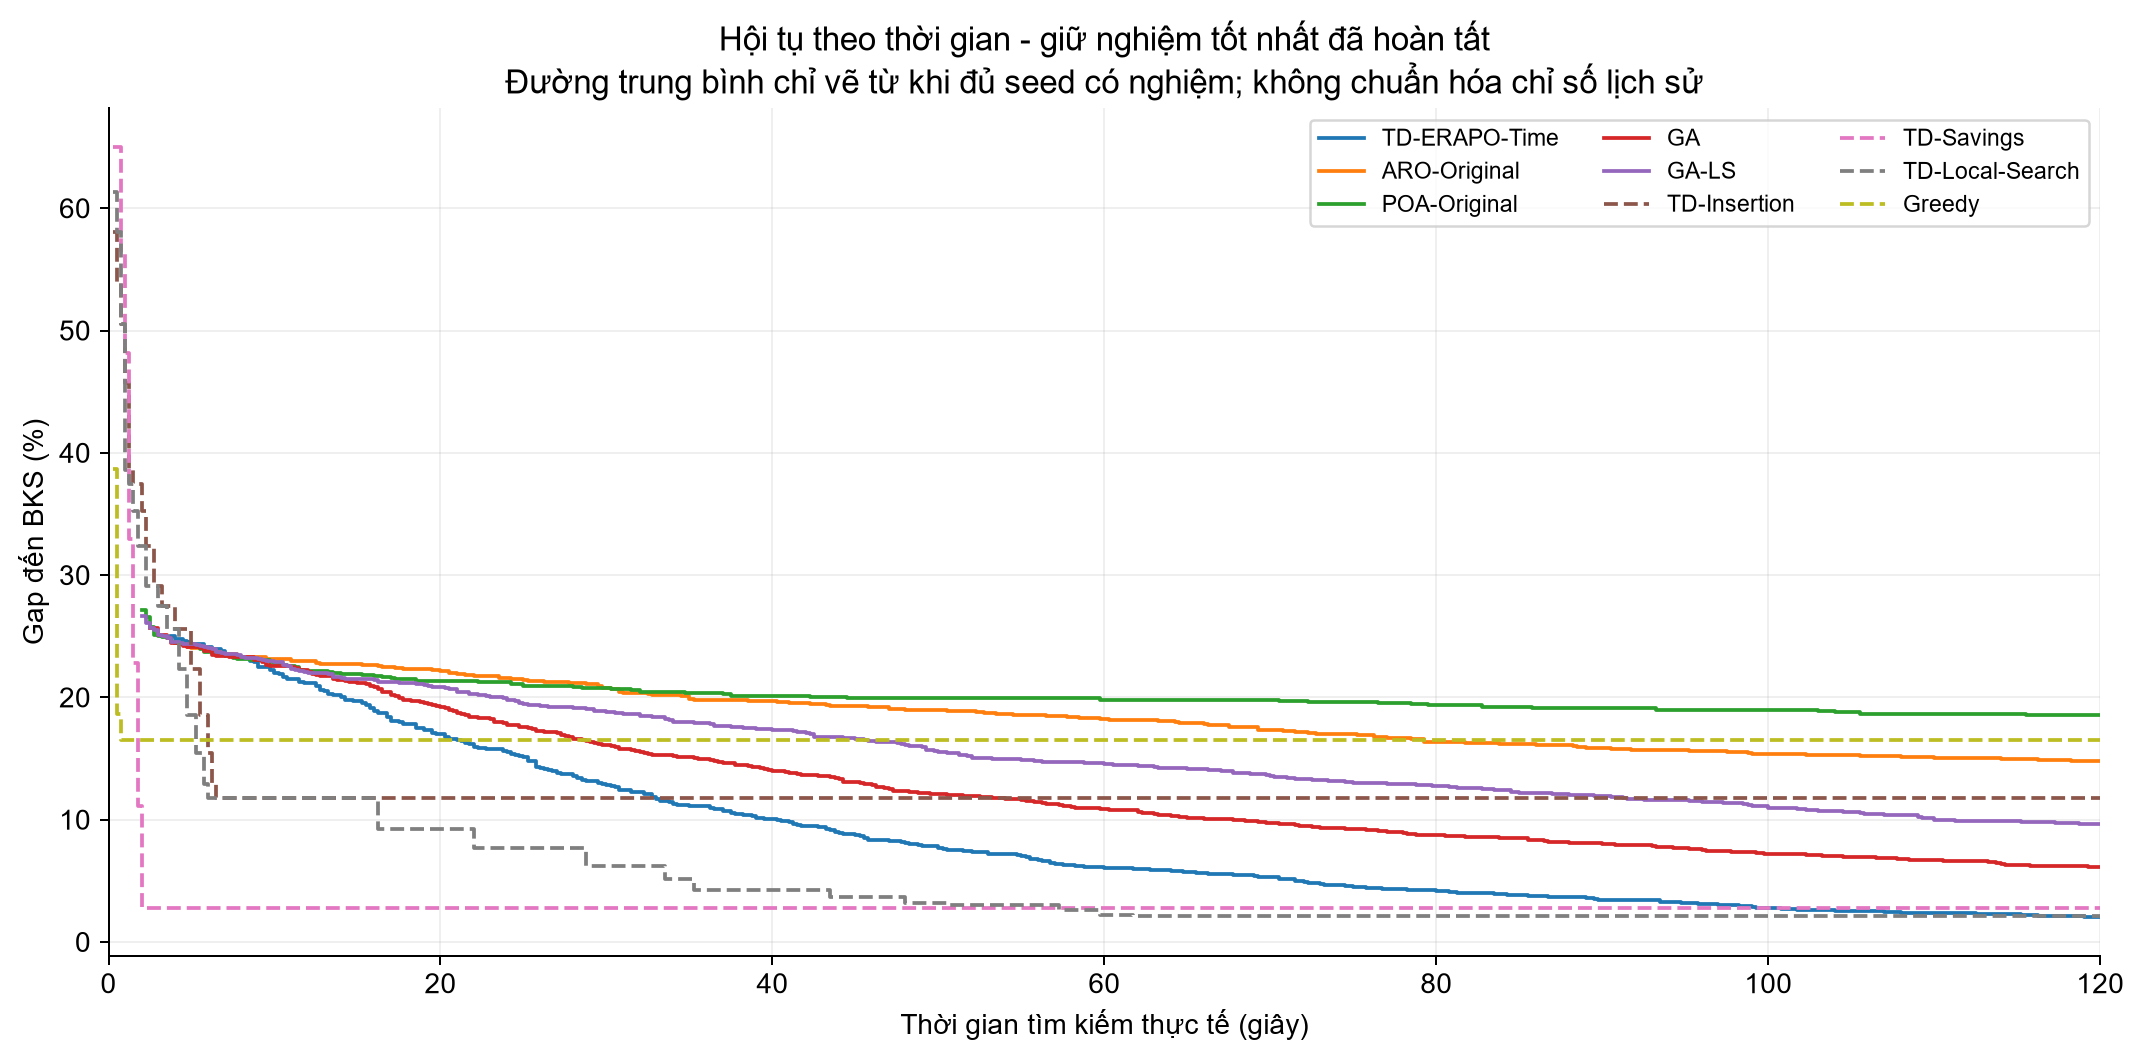 Hội tụ theo thời gian - giữ nghiệm tốt nhất đã hoàn tất
Đường trung bình chỉ vẽ từ khi đủ seed có nghiệm; không chuẩn hóa chỉ số lịch sử
TD-ERAPO-Time
ARO-Original
POA-Original
GA
GA-LS
TD-Insertion
TD-Savings
TD-Local-Search
Greedy
Gap đến BKS (%)
60
50
40
30
20
10
0
0 20 40 60 80 100 120
Thời gian tìm kiếm thực tế (giây)